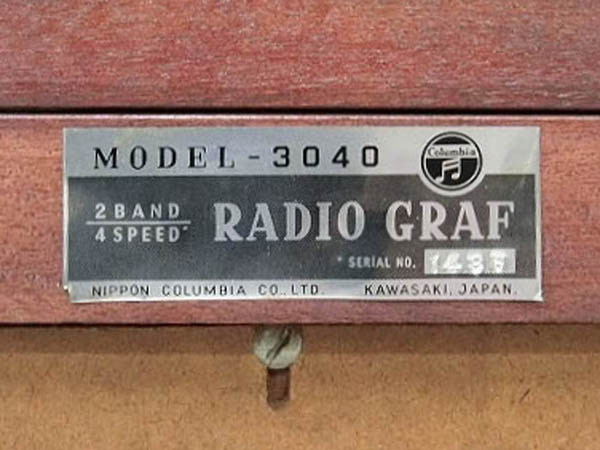 MODEL-3040
Columbia
2 BAND
4 SPEED"
RADIO GRAF
* SERIAL NO.
NIPPON COLUMBIA CO., LTD. KAWASAKI, JAPAN.